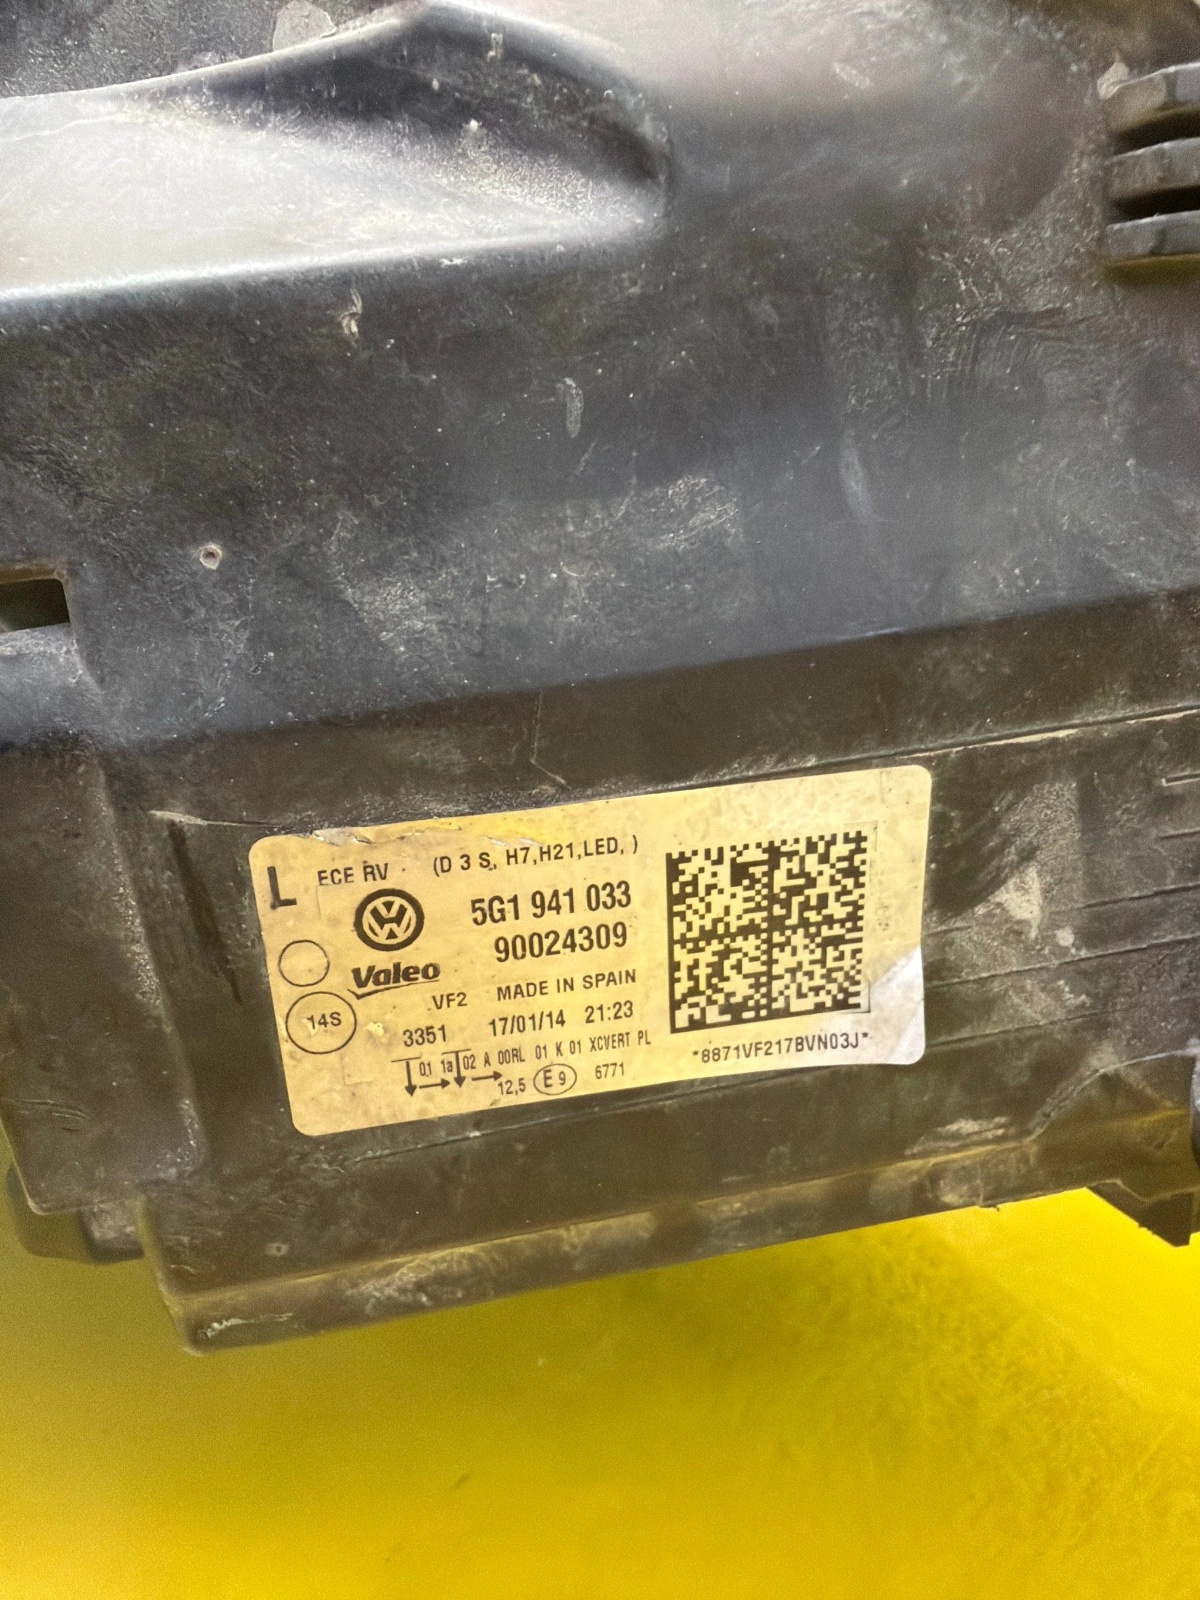 L ECE RV (D 3 S, H7,H21,LED, )
5G1 941 033
90024309
Valeo
VF2 MADE IN SPAIN
14S
3351 17/01/14 21:23
01 1a 02 A 00RL 01 K 01 XCVERT PL
12,5 E9 6771
*8871VF217BVN03J*